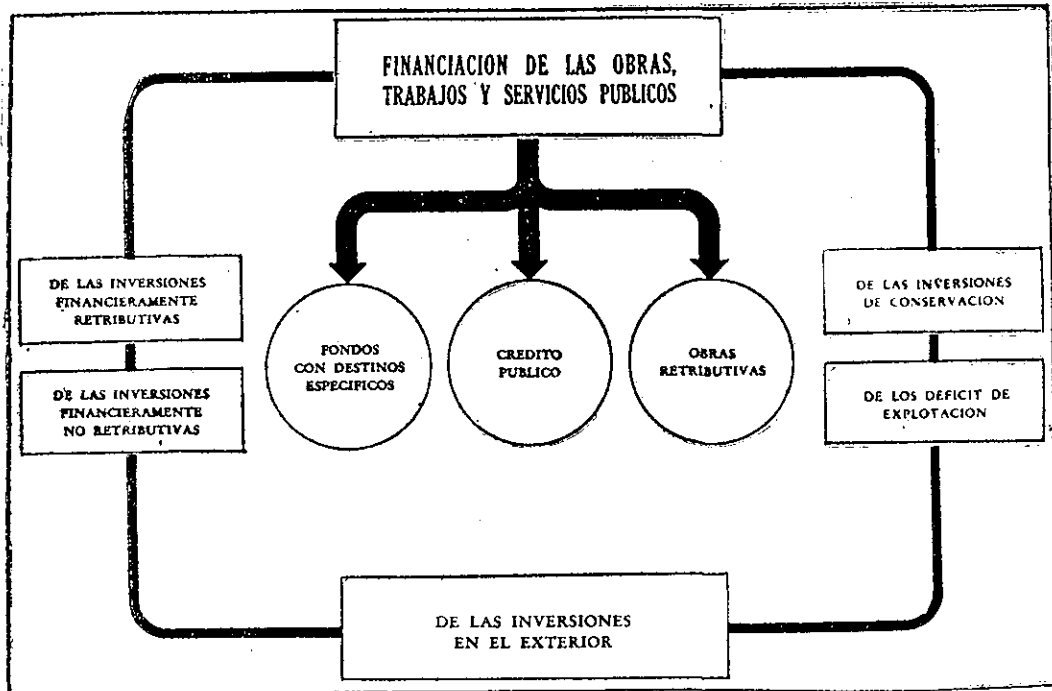 FINANCIACION DE LAS OBRAS,
TRABAJOS Y SERVICIOS PUBLICOS
DE LAS INVERSIONES
FINANCIERAMENTE
RETRIBUTIVAS
DE LAS INVERSIONES
FINANCIERAMENTE
NO RETRIBUTIVAS
FONDOS
CON DESTINOS
ESPECIFICOS
CREDITO
PUBLICO
OBRAS
RETRIBUTIVAS
DE LAS INVERSIONES
DE CONSERVACION
DE LOS DEFICIT DE
EXPLOTACION
DE LAS INVERSIONES
EN EL EXTERIOR